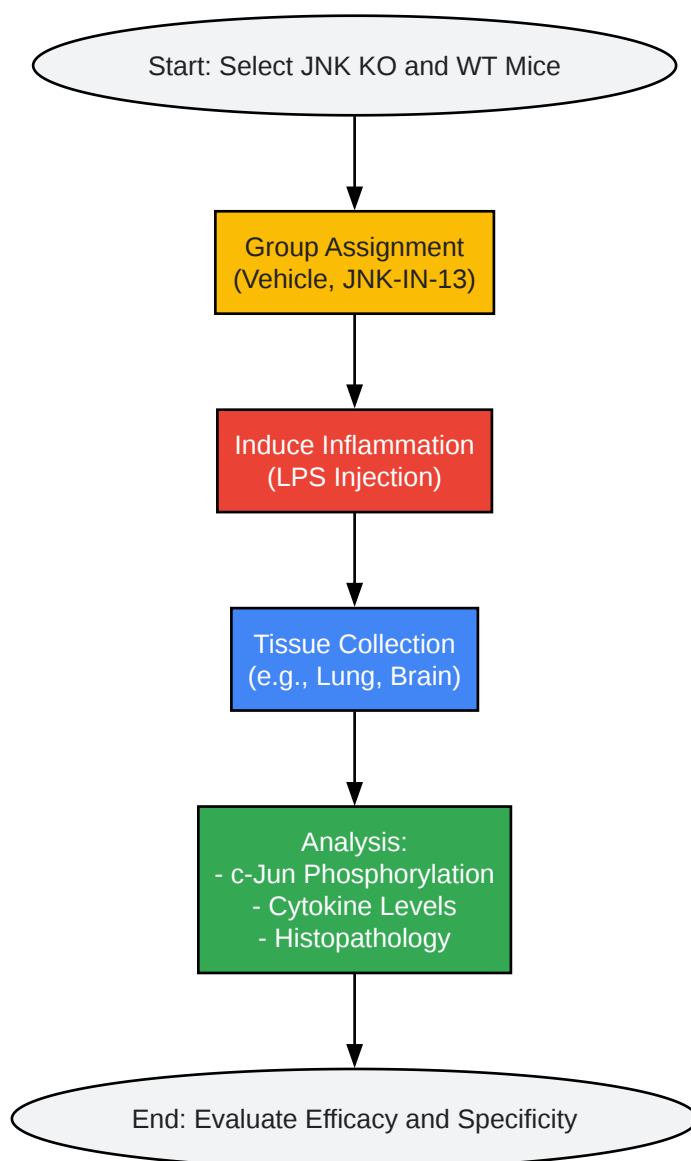 Start: Select JNK KO and WT Mice
Group Assignment
(Vehicle, JNK-IN-13)
Induce Inflammation
(LPS Injection)
Tissue Collection
(e.g., Lung, Brain)
Analysis:
- c-Jun Phosphorylation
- Cytokine Levels
- Histopathology
End: Evaluate Efficacy and Specificity